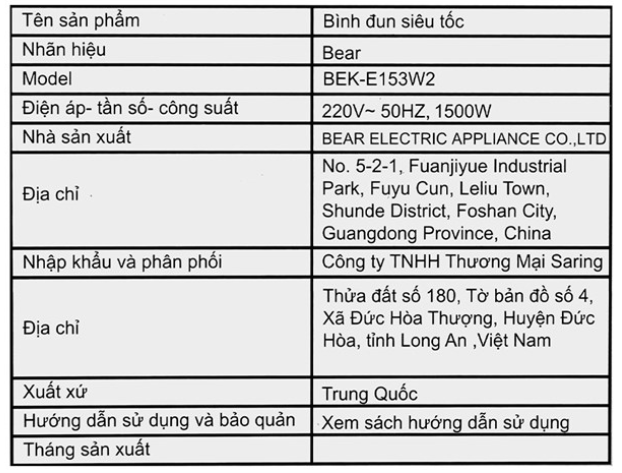 Tên sản phẩm Bình đun siêu tốc
Nhãn hiệu Bear
Model BEK-E153W2
Điện áp- tần số- công suất 220V~ 50HZ, 1500W
Nhà sản xuất BEAR ELECTRIC APPLIANCE CO.,LTD
Địa chỉ
No. 5-2-1, Fuanjiyue Industrial
Park, Fuyu Cun, Leliu Town,
Shunde District, Foshan City,
Guangdong Province, China
Nhập khẩu và phân phối Công ty TNHH Thương Mại Saring
Địa chỉ
Thửa đất số 180, Tờ bản đồ số 4,
Xã Đức Hòa Thượng, Huyện Đức
Hòa, tỉnh Long An ,Việt Nam
Xuất xứ Trung Quốc
Hướng dẫn sử dụng và bảo quản Xem sách hướng dẫn sử dụng
Tháng sản xuất